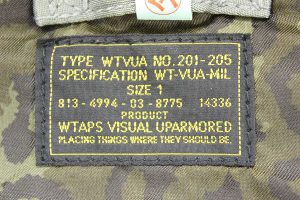 TYPE WTVUA NO.201-205
SPECIFICATION WT-VUA-MIL
SIZE 1
813 - 4994 - 03 - 8775 14336
PRODUCT
WTAPS VISUAL UPARMORED
PLACING THINGS WHERE THEY SHOULD BE.